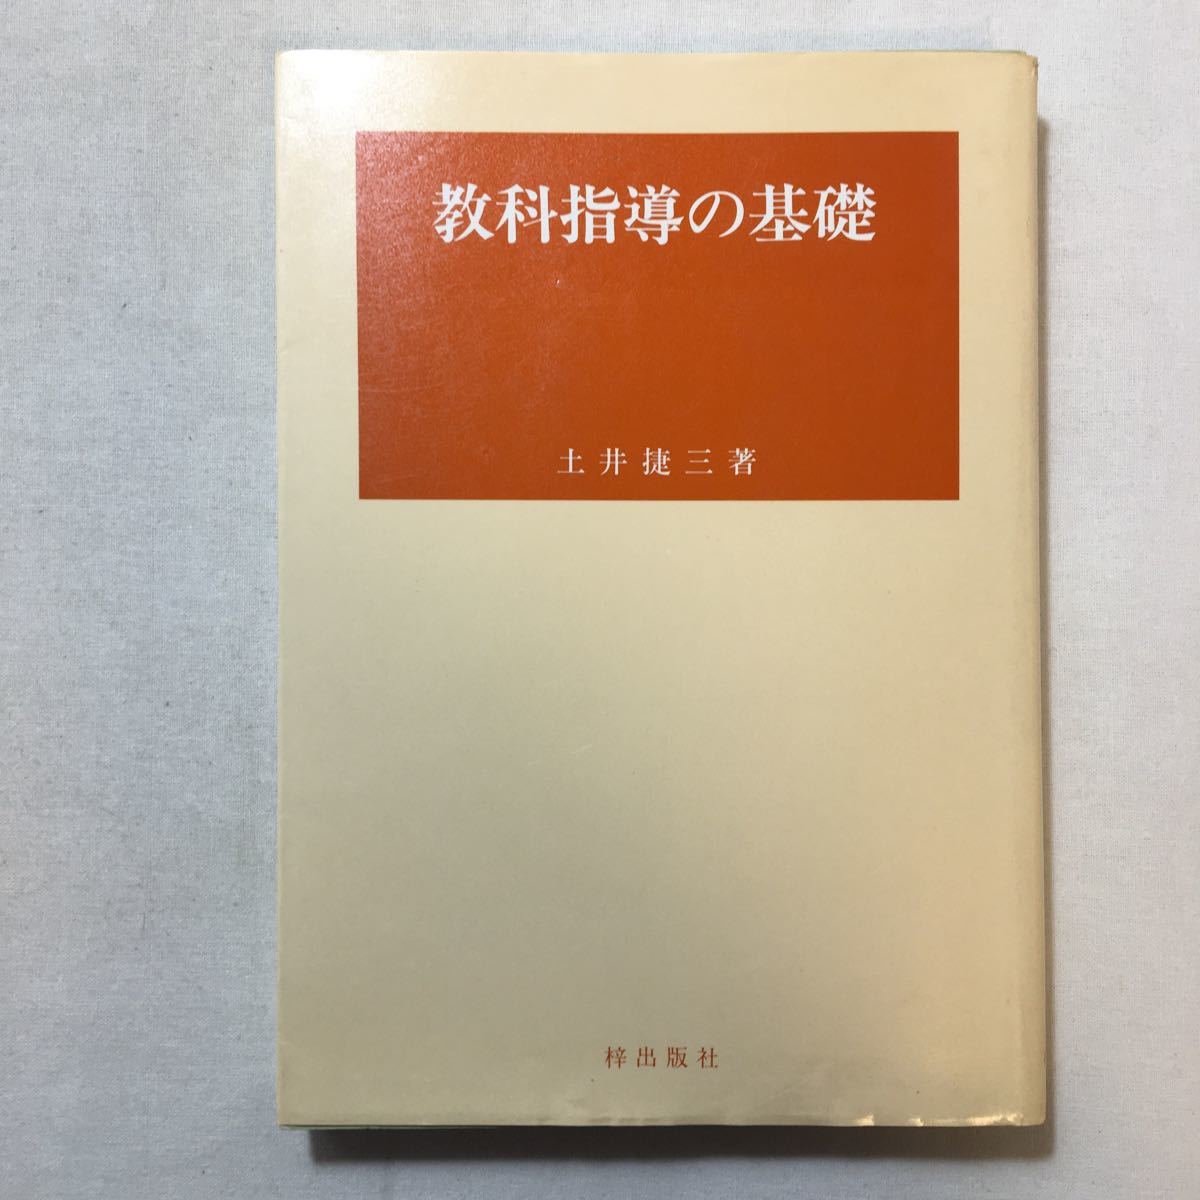 教科指導の基礎
土井捷三著
梓出版社